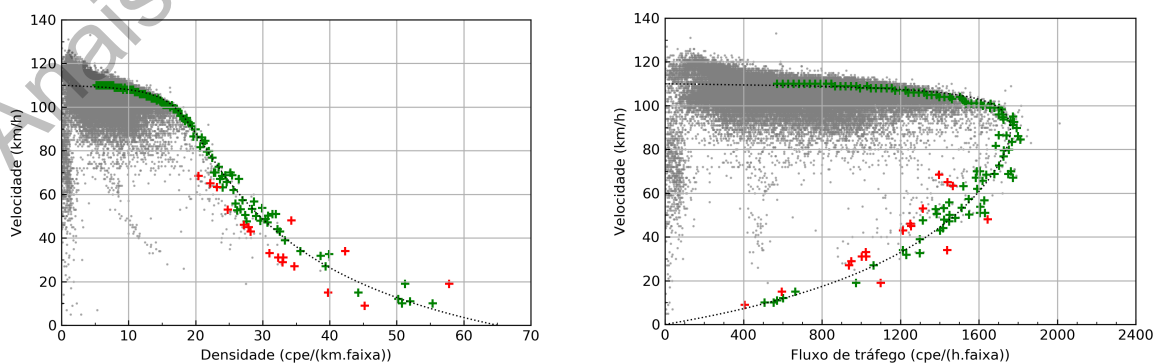 Anais
140
120
100
80
60
40
20
0
Velocidade (km/h)
0 10 20 30 40 50 60 70
Densidade (cpe/(km.faixa))
140
120
100
80
60
40
20
0
Velocidade (km/h)
0 400 800 1200 1600 2000 2400
Fluxo de tráfego (cpe/(h.faixa))